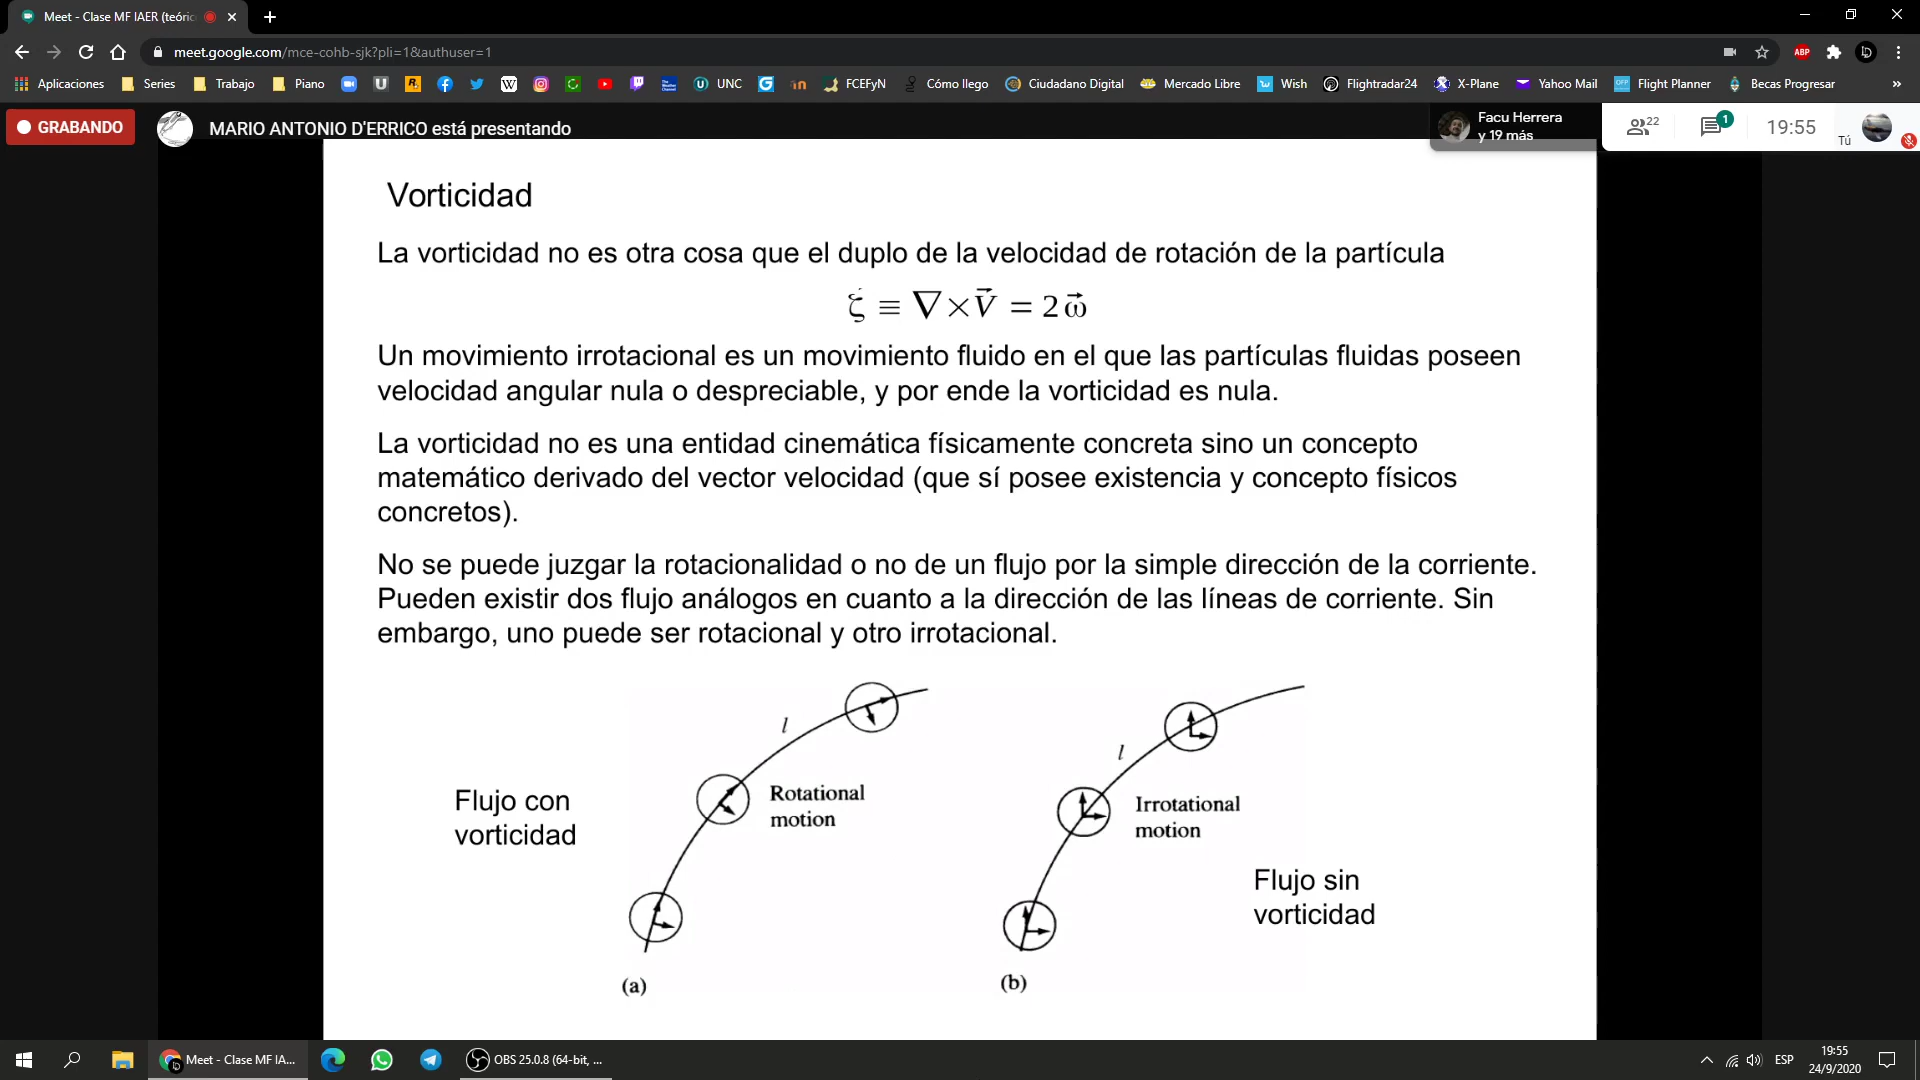 Meet - Clase MF IAER (teóric
meet.google.com/mce-cohb-sjk?pli=1&authuser=1
ABP
Aplicaciones Series Trabajo Piano UNC FCEFyN Cómo llego Ciudadano Digital Mercado Libre Wish Flightradar24 X-Plane Yahoo Mail Flight Planner Becas Progresar »
GRABANDO
MARIO ANTONIO D'ERRICO está presentando
Facu Herrera
y 19 más
22
1
19:55
Tú
Vorticidad
La vorticidad no es otra cosa que el duplo de la velocidad de rotación de la partícula
ζ ≡ ∇×V⃗ = 2 ω⃗
Un movimiento irrotacional es un movimiento fluido en el que las partículas fluidas poseen
velocidad angular nula o despreciable, y por ende la vorticidad es nula.
La vorticidad no es una entidad cinemática físicamente concreta sino un concepto
matemático derivado del vector velocidad (que sí posee existencia y concepto físicos
concretos).
No se puede juzgar la rotacionalidad o no de un flujo por la simple dirección de la corriente.
Pueden existir dos flujo análogos en cuanto a la dirección de las líneas de corriente. Sin
embargo, uno puede ser rotacional y otro irrotacional.
Flujo con
vorticidad
l
Rotational
motion
(a)
l
Irrotational
motion
(b)
Flujo sin
vorticidad
Meet - Clase MF IA...
OBS 25.0.8 (64-bit, ...
ESP
19:55
24/9/2020